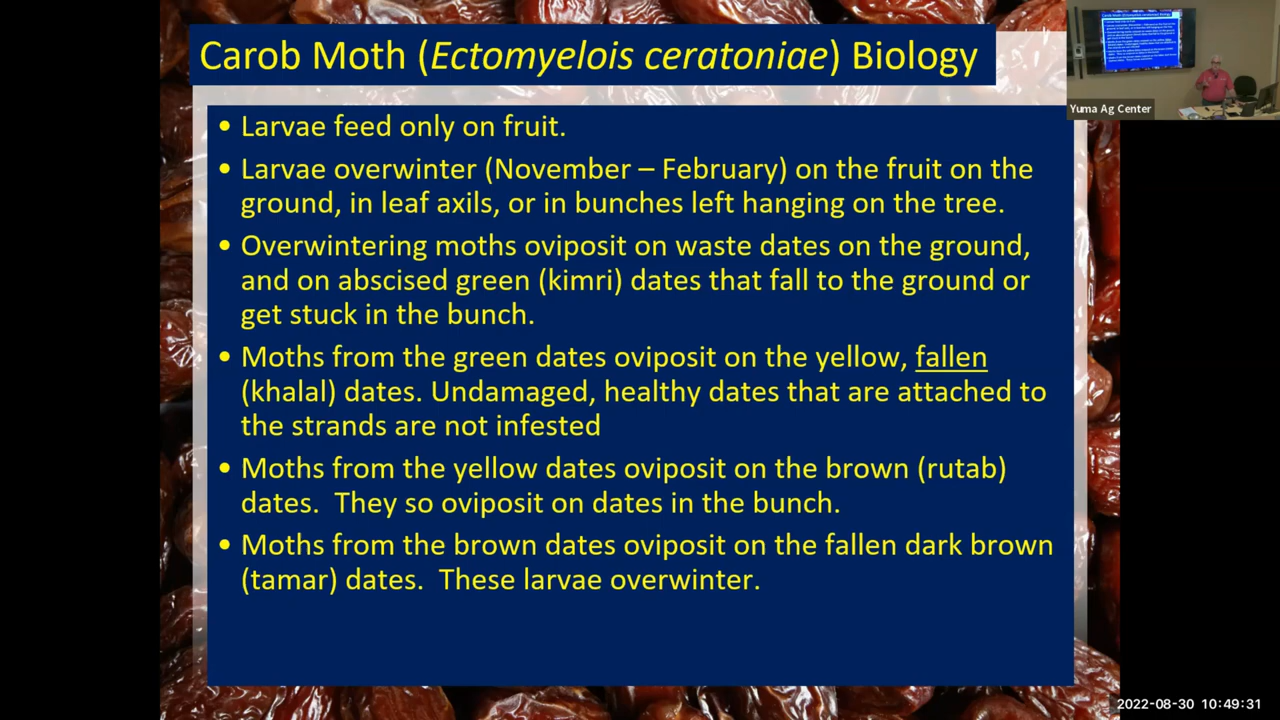 Carob Moth (Ectomyelois ceratoniae) Biology
Yuma Ag Center
• Larvae feed only on fruit.
• Larvae overwinter (November – February) on the fruit on the
ground, in leaf axils, or in bunches left hanging on the tree.
• Overwintering moths oviposit on waste dates on the ground,
and on abscised green (kimri) dates that fall to the ground or
get stuck in the bunch.
• Moths from the green dates oviposit on the yellow, fallen
(khalal) dates. Undamaged, healthy dates that are attached to
the strands are not infested
• Moths from the yellow dates oviposit on the brown (rutab)
dates.  They so oviposit on dates in the bunch.
• Moths from the brown dates oviposit on the fallen dark brown
(tamar) dates.  These larvae overwinter.
2022-08-30 10:49:31